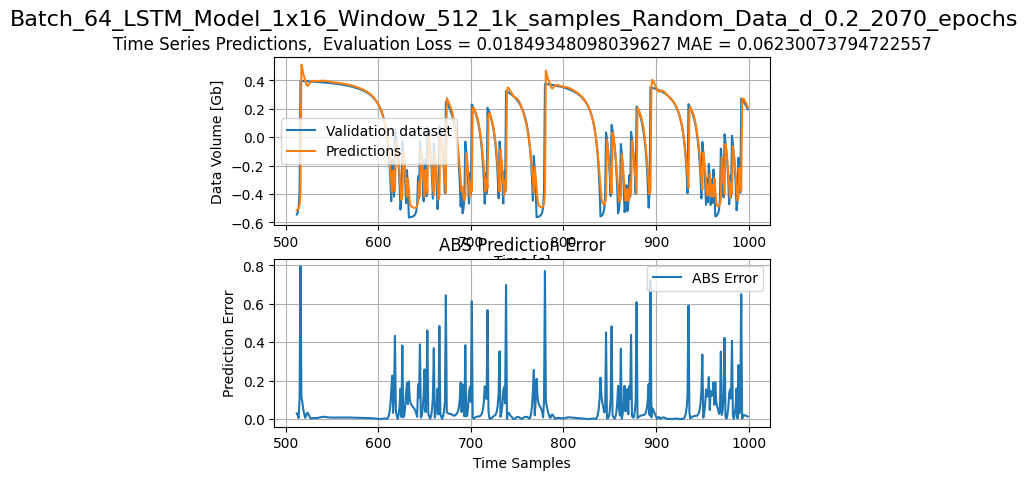 Batch_64_LSTM_Model_1x16_Window_512_1k_samples_Random_Data_d_0.2_2070_epochs
Time Series Predictions,  Evaluation Loss = 0.01849348098039627 MAE = 0.06230073794722557
Data Volume [Gb]
0.4
0.2
0.0
−0.2
−0.4
−0.6
Validation dataset
Predictions
500 600 700 800 900 1000
Time [s]
ABS Prediction Error
Prediction Error
0.8
0.6
0.4
0.2
0.0
ABS Error
500 600 700 800 900 1000
Time Samples